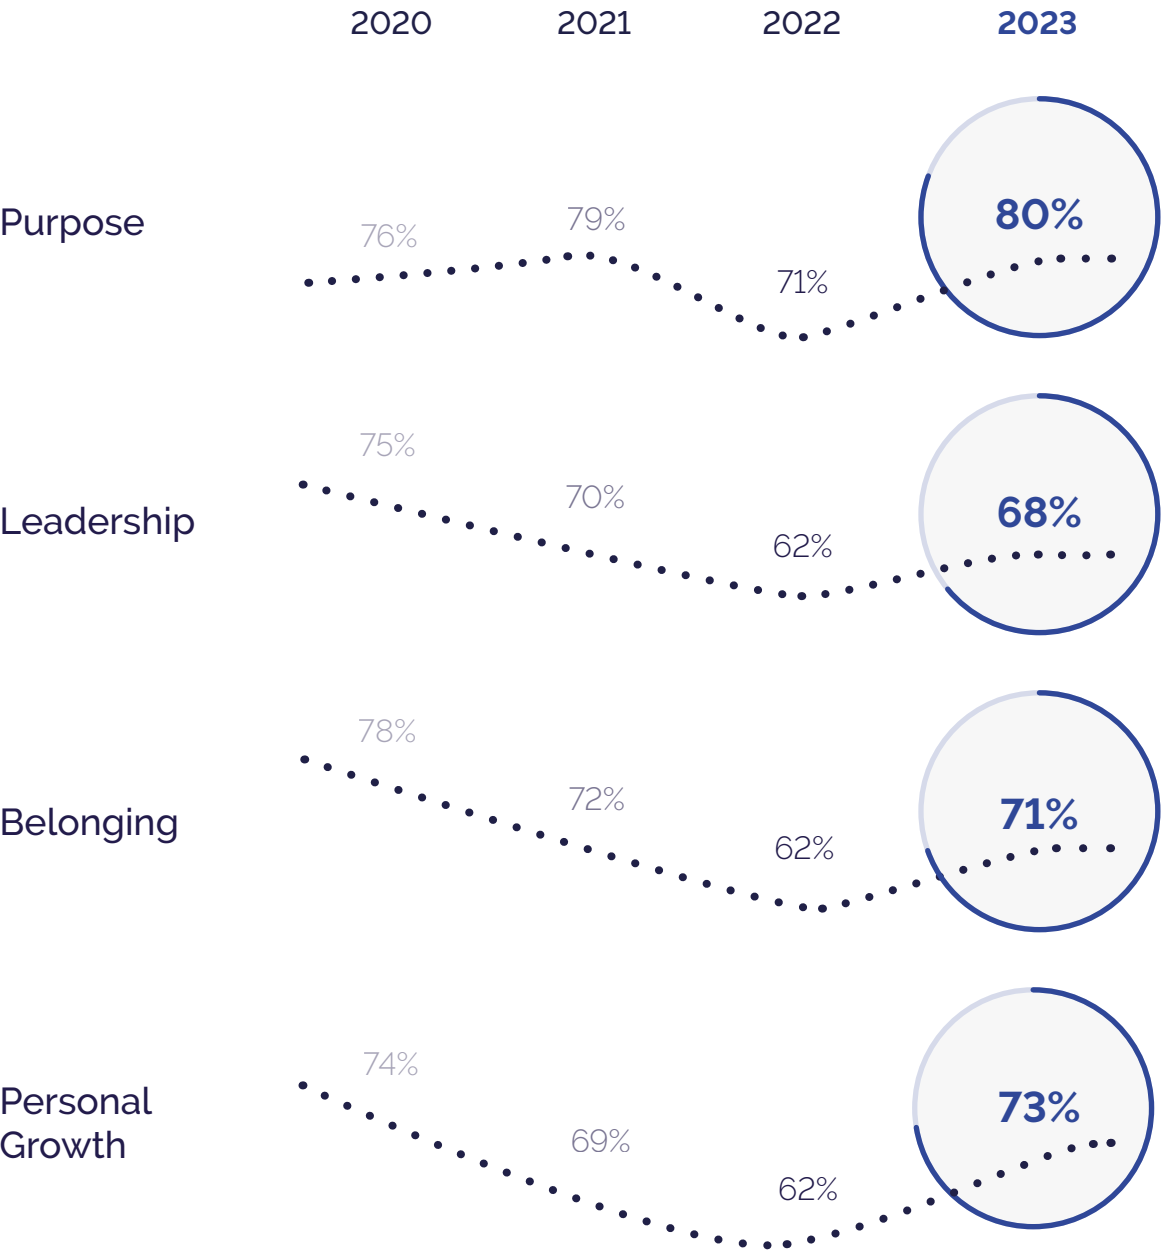 2020 2021 2022 2023
Purpose 76% 79% 71% 80%
Leadership 75% 70% 62% 68%
Belonging 78% 72% 62% 71%
Personal
Growth 74% 69% 62% 73%